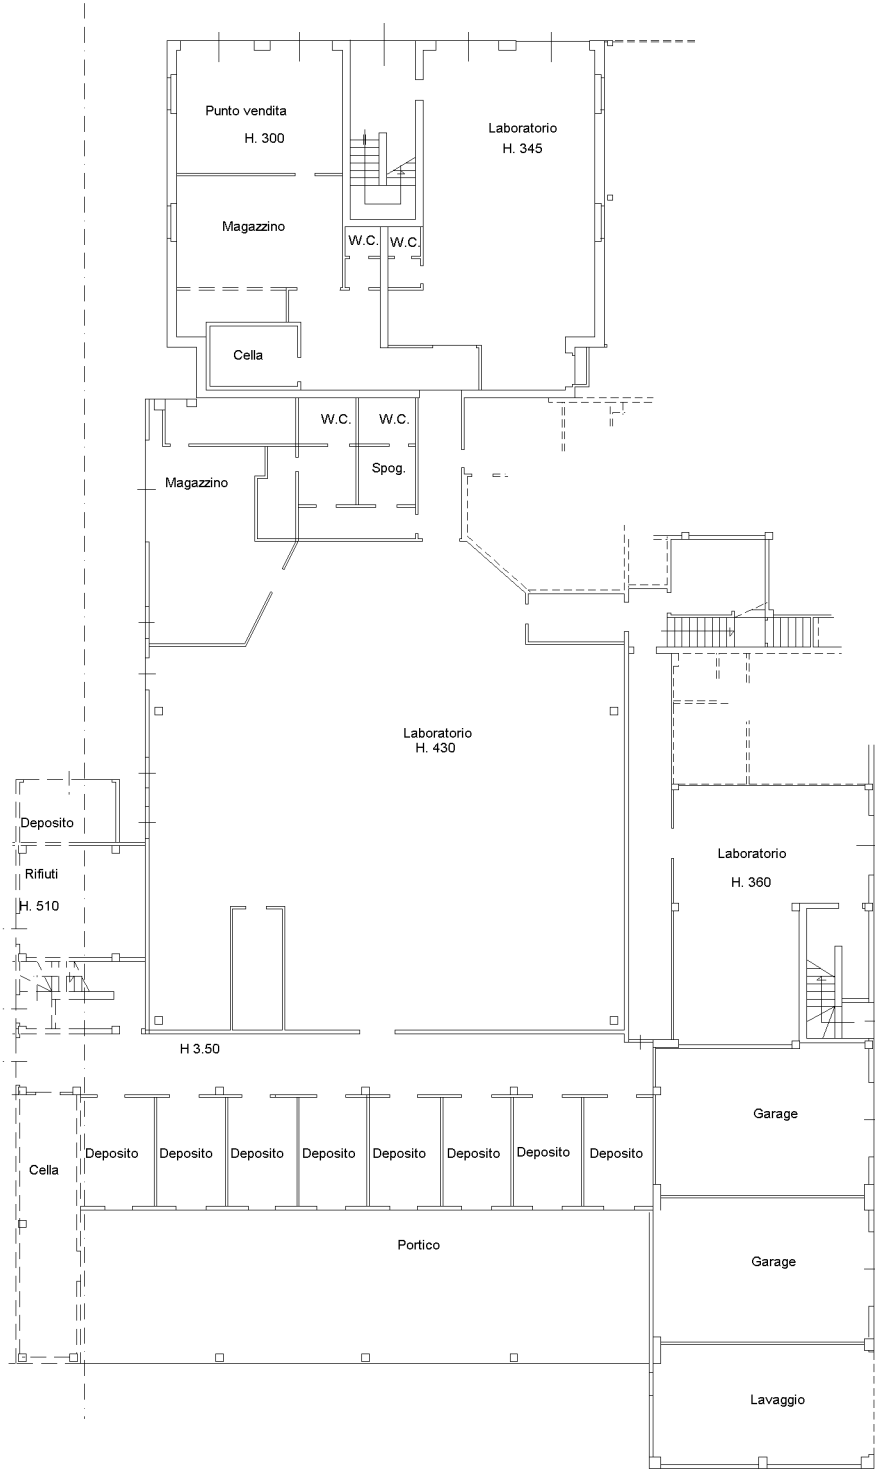 Punto vendita
H. 300
Laboratorio
H. 345
Magazzino
W.C.
W.C.
Cella
W.C.
W.C.
Spog.
Magazzino
Laboratorio
H. 430
Deposito
Rifiuti
H. 510
Laboratorio
H. 360
H 3.50
Garage
Cella
Deposito
Deposito
Deposito
Deposito
Deposito
Deposito
Deposito
Deposito
Portico
Garage
Lavaggio